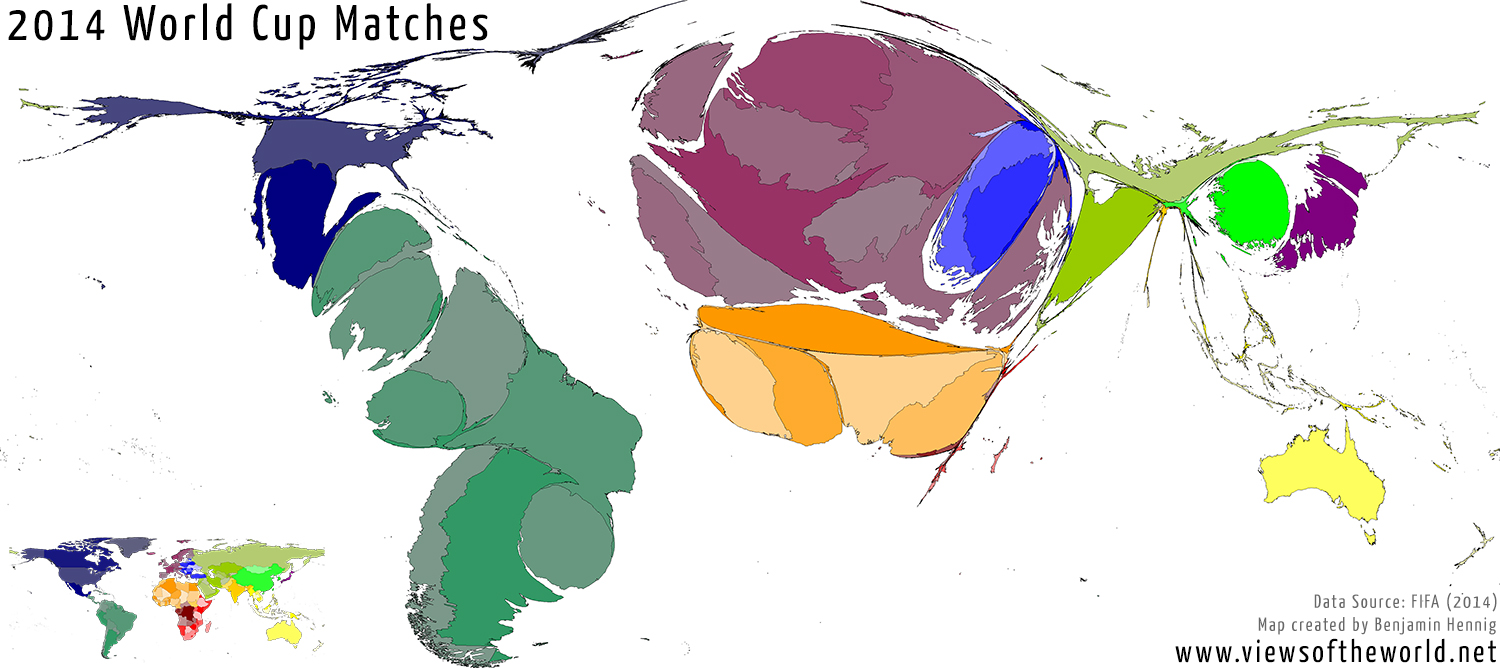 2014 World Cup Matches
Data Source: FIFA (2014)
Map created by Benjamin Hennig
www.viewsoftheworld.net